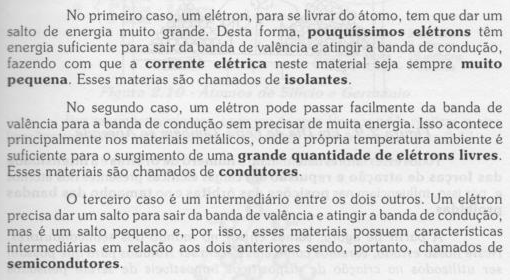 No primeiro caso, um elétron, para se livrar do átomo, tem que dar um
salto de energia muito grande. Desta forma, pouquíssimos elétrons têm
energia suficiente para sair da banda de valência e atingir a banda de condução,
fazendo com que a corrente elétrica neste material seja sempre muito
pequena. Esses materias são chamados de isolantes.
No segundo caso, um elétron pode passar facilmente da banda de
valência para a banda de condução sem precisar de muita energia. Isso acontece
principalmente nos materiais metálicos, onde a própria temperatura ambiente é
suficiente para o surgimento de uma grande quantidade de elétrons livres.
Esses materiais são chamados de condutores.
O terceiro caso é um intermediário entre os dois outros. Um elétron
precisa dar um salto para sair da banda de valência e atingir a banda de condução,
mas é um salto pequeno e, por isso, esses materiais possuem características
intermediárias em relação aos dois anteriores sendo, portanto, chamados de
semicondutores.